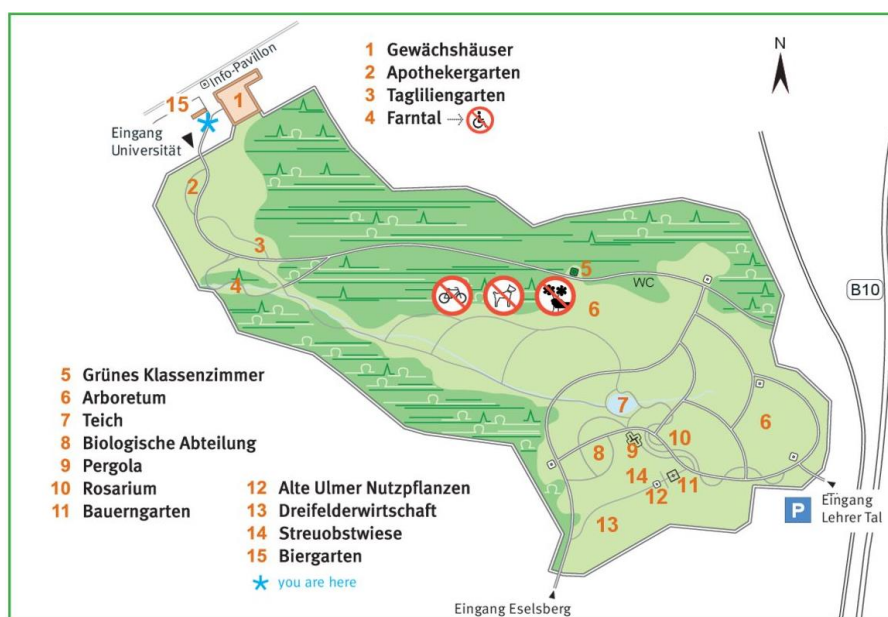 Info-Pavillon
1 Gewächshäuser
2 Apothekergarten
3 Tagliliengarten
4 Farntal
N
15
1
Eingang
Universität
2
3
4
5
WC
6
B10
5 Grünes Klassenzimmer
6 Arboretum
7 Teich
8 Biologische Abteilung
9 Pergola
10 Rosarium
11 Bauerngarten
7
6
8
9
10
14
12
11
13
P
Eingang
Lehrer Tal
12 Alte Ulmer Nutzpflanzen
13 Dreifelderwirtschaft
14 Streuobstwiese
15 Biergarten
you are here
Eingang Eselsberg